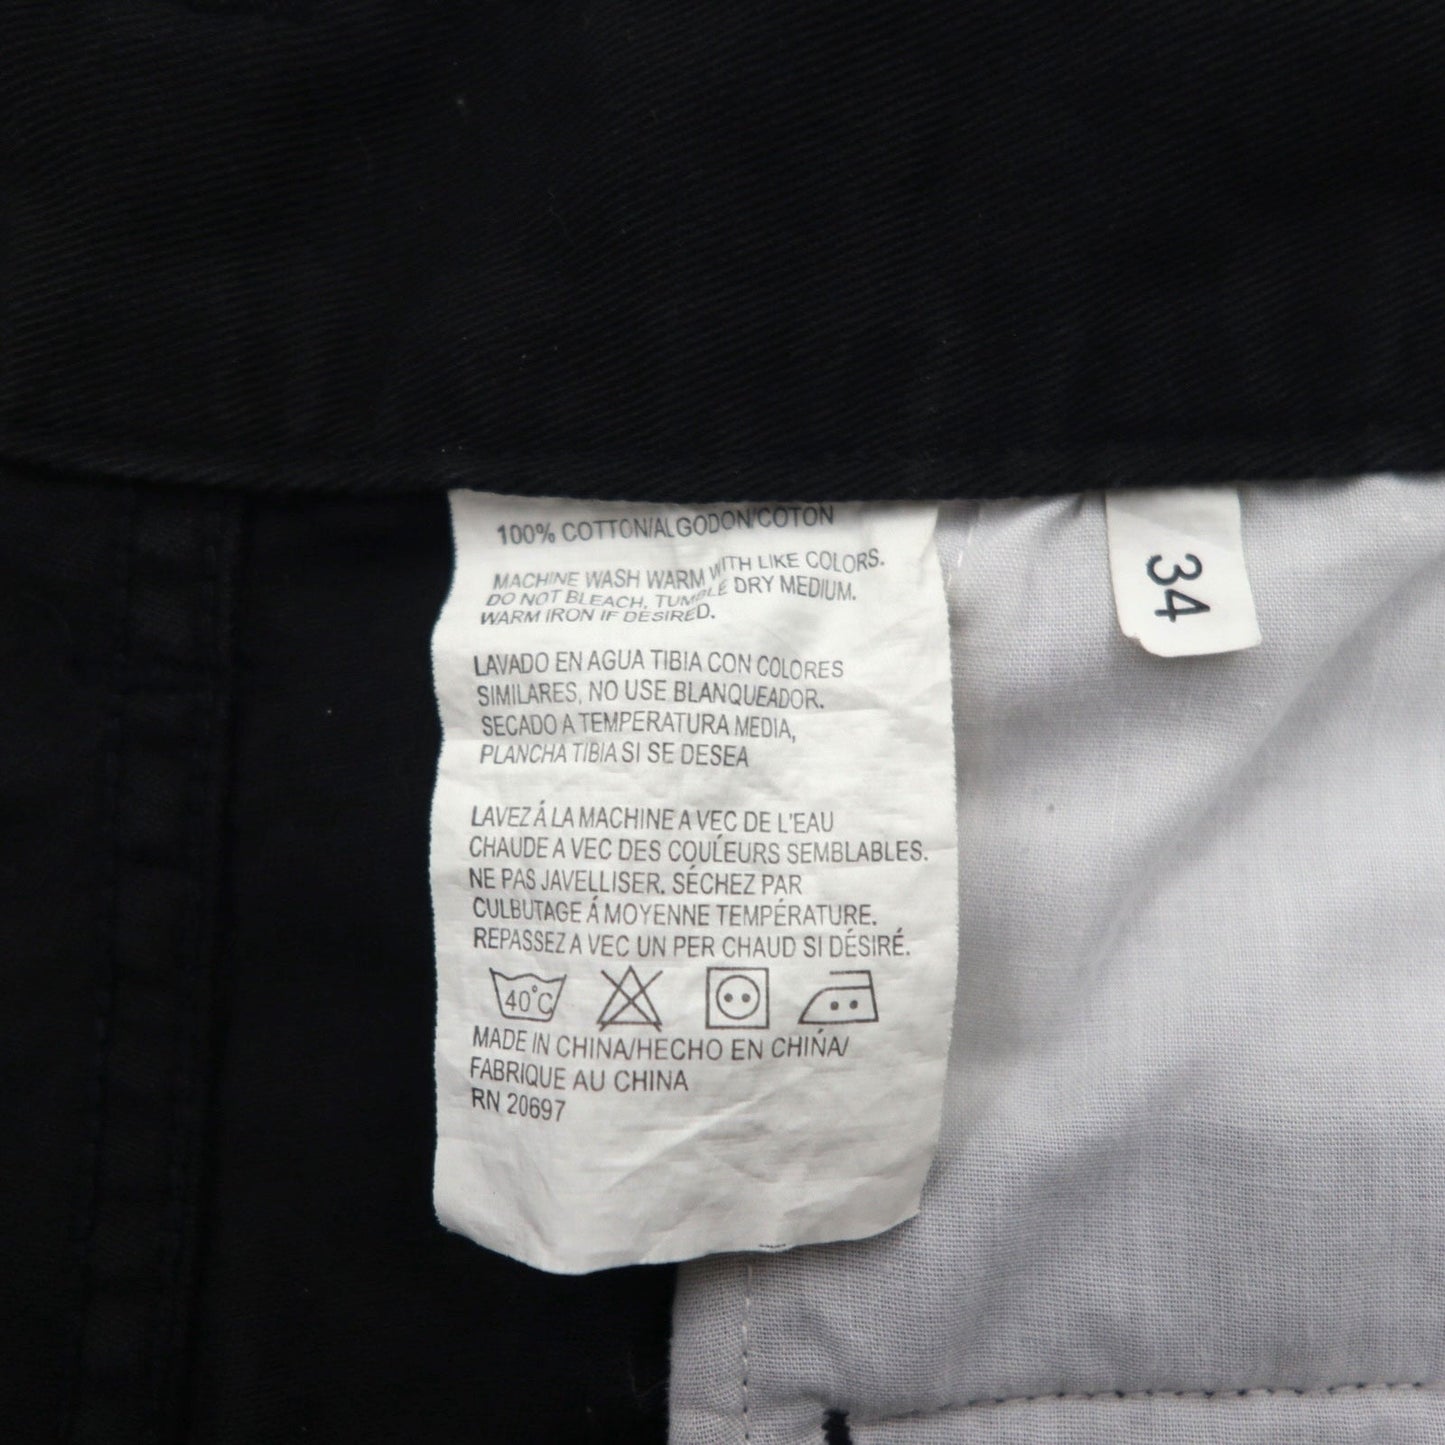 100% COTTON/ALGODON/COTON
MACHINE WASH WARM WITH LIKE COLORS.
DO NOT BLEACH, TUMBLE DRY MEDIUM.
WARM IRON IF DESIRED.
LAVADO EN AGUA TIBIA CON COLORES
SIMILARES, NO USE BLANQUEADOR.
SECADO A TEMPERATURA MEDIA,
PLANCHA TIBIA SI SE DESEA
LAVEZ Á LA MACHINE A VEC DE L'EAU
CHAUDE A VEC DES COULEURS SEMBLABLES.
NE PAS JAVELLISER. SÉCHEZ PAR
CULBUTAGE Á MOYENNE TEMPÉRATURE.
REPASSEZ A VEC UN PER CHAUD SI DÉSIRÉ.
40°C
MADE IN CHINA/HECHO EN CHIŃA/
FABRIQUE AU CHINA
RN 20697
34